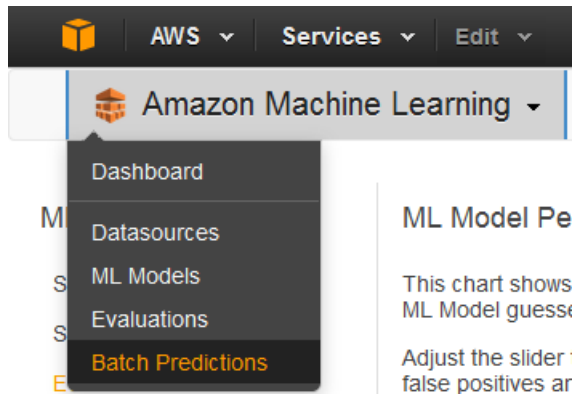 AWS Services Edit
Amazon Machine Learning
Dashboard
ML Model Pe
Datasources
ML Models
This chart shows
ML Model guesse
Evaluations
Batch Predictions
Adjust the slider
false positives an